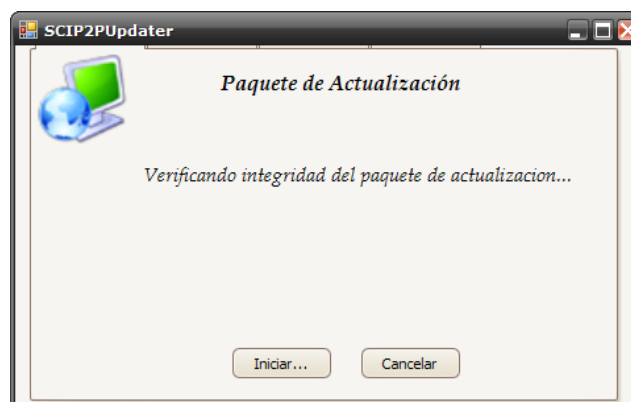 SCIP2PUpdater
Paquete de Actualización
Verificando integridad del paquete de actualizacion...
Iniciar...
Cancelar